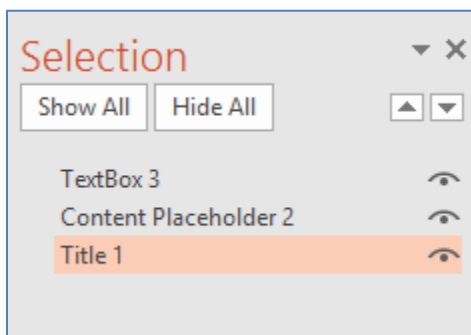 Selection
Show All Hide All
TextBox 3
Content Placeholder 2
Title 1